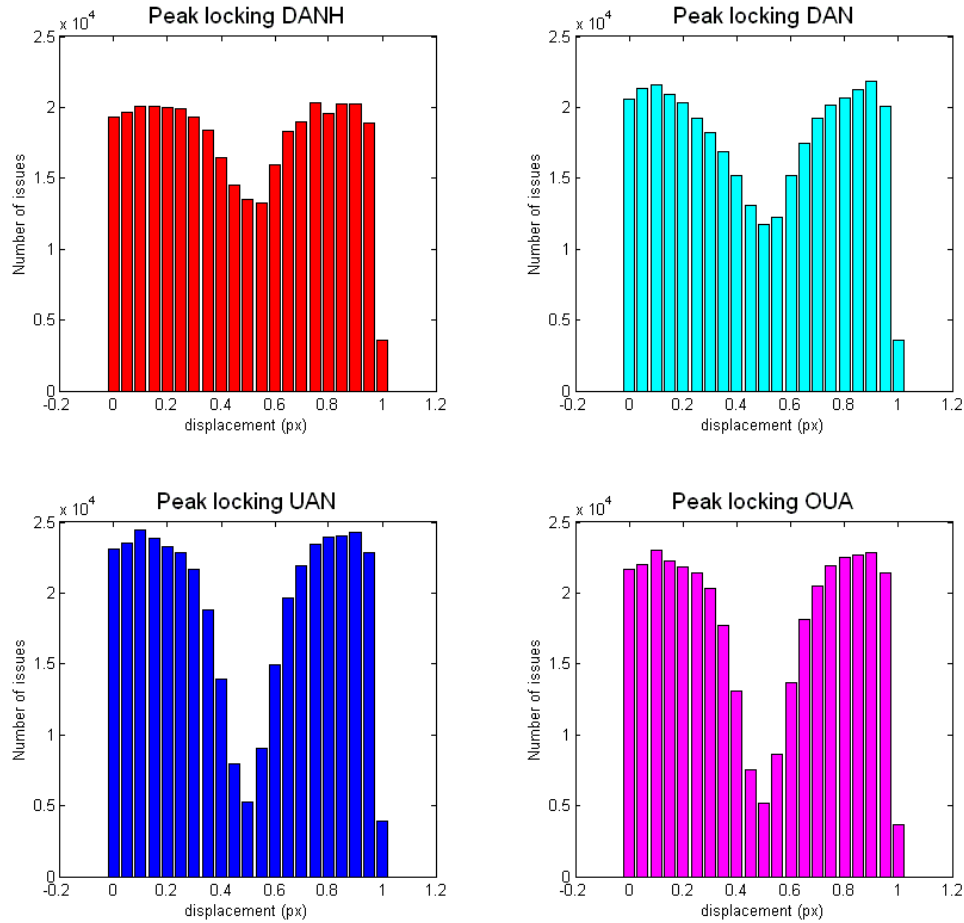 Peak locking DANH
x 10^4
2.5
2
1.5
1
0.5
0
-0.2 0 0.2 0.4 0.6 0.8 1 1.2
displacement (px)
Number of issues
Peak locking DAN
x 10^4
2.5
2
1.5
1
0.5
0
-0.2 0 0.2 0.4 0.6 0.8 1 1.2
displacement (px)
Number of issues
Peak locking UAN
x 10^4
2.5
2
1.5
1
0.5
0
-0.2 0 0.2 0.4 0.6 0.8 1 1.2
displacement (px)
Number of issues
Peak locking OUA
x 10^4
2.5
2
1.5
1
0.5
0
-0.2 0 0.2 0.4 0.6 0.8 1 1.2
displacement (px)
Number of issues